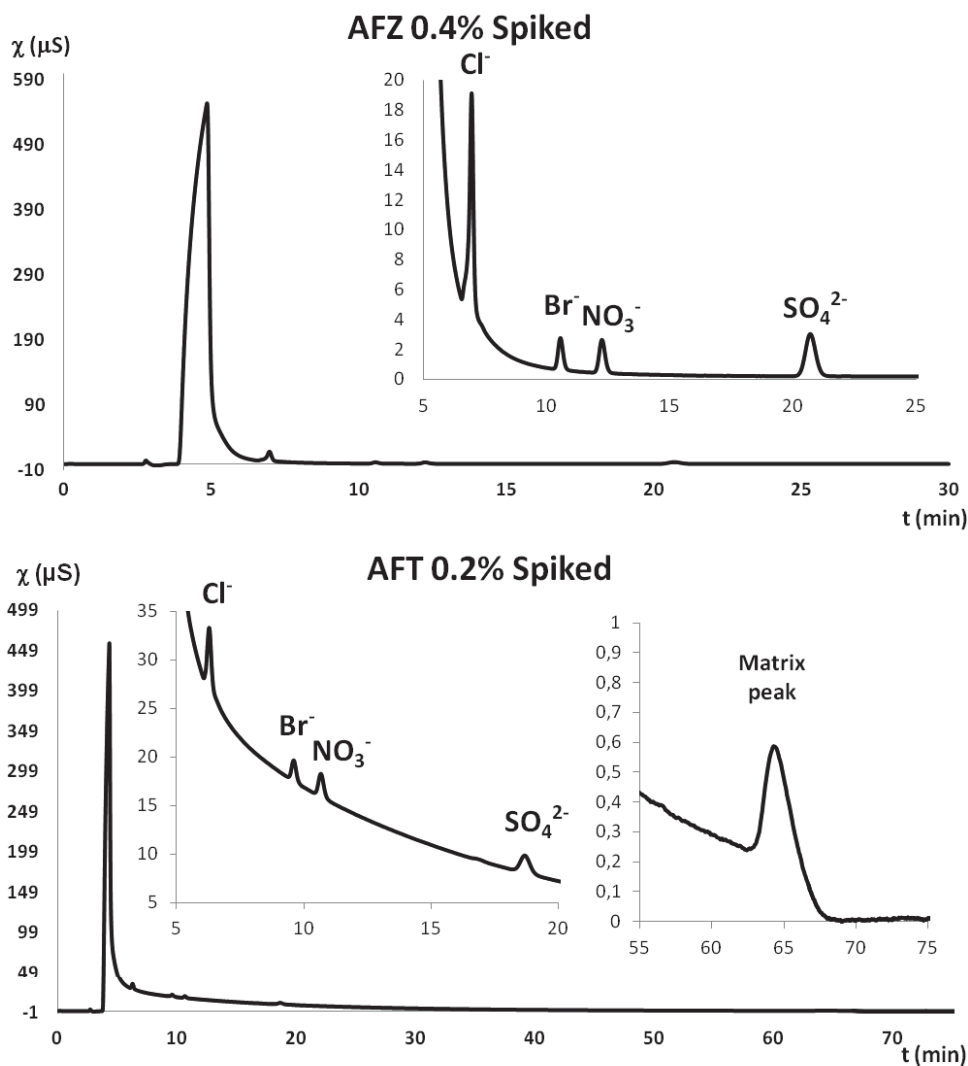 AFZ 0.4% Spiked
χ (μS)
Cl⁻
590
490
390
290
190
90
-10
0 5 10 15 20 25 30
t (min)
20
18
16
14
12
10
8
6
4
2
0
5 10 15 20 25
Br⁻ NO₃⁻
SO₄²⁻
AFT 0.2% Spiked
χ (μS)
499
449
399
349
299
249
199
149
99
49
-1
0 10 20 30 40 50 60 70
t (min)
Cl⁻
35
30
25
20
15
10
5
5 10 15 20
Br⁻
NO₃⁻
SO₄²⁻
Matrix
peak
1
0,9
0,8
0,7
0,6
0,5
0,4
0,3
0,2
0,1
0
55 60 65 70 75